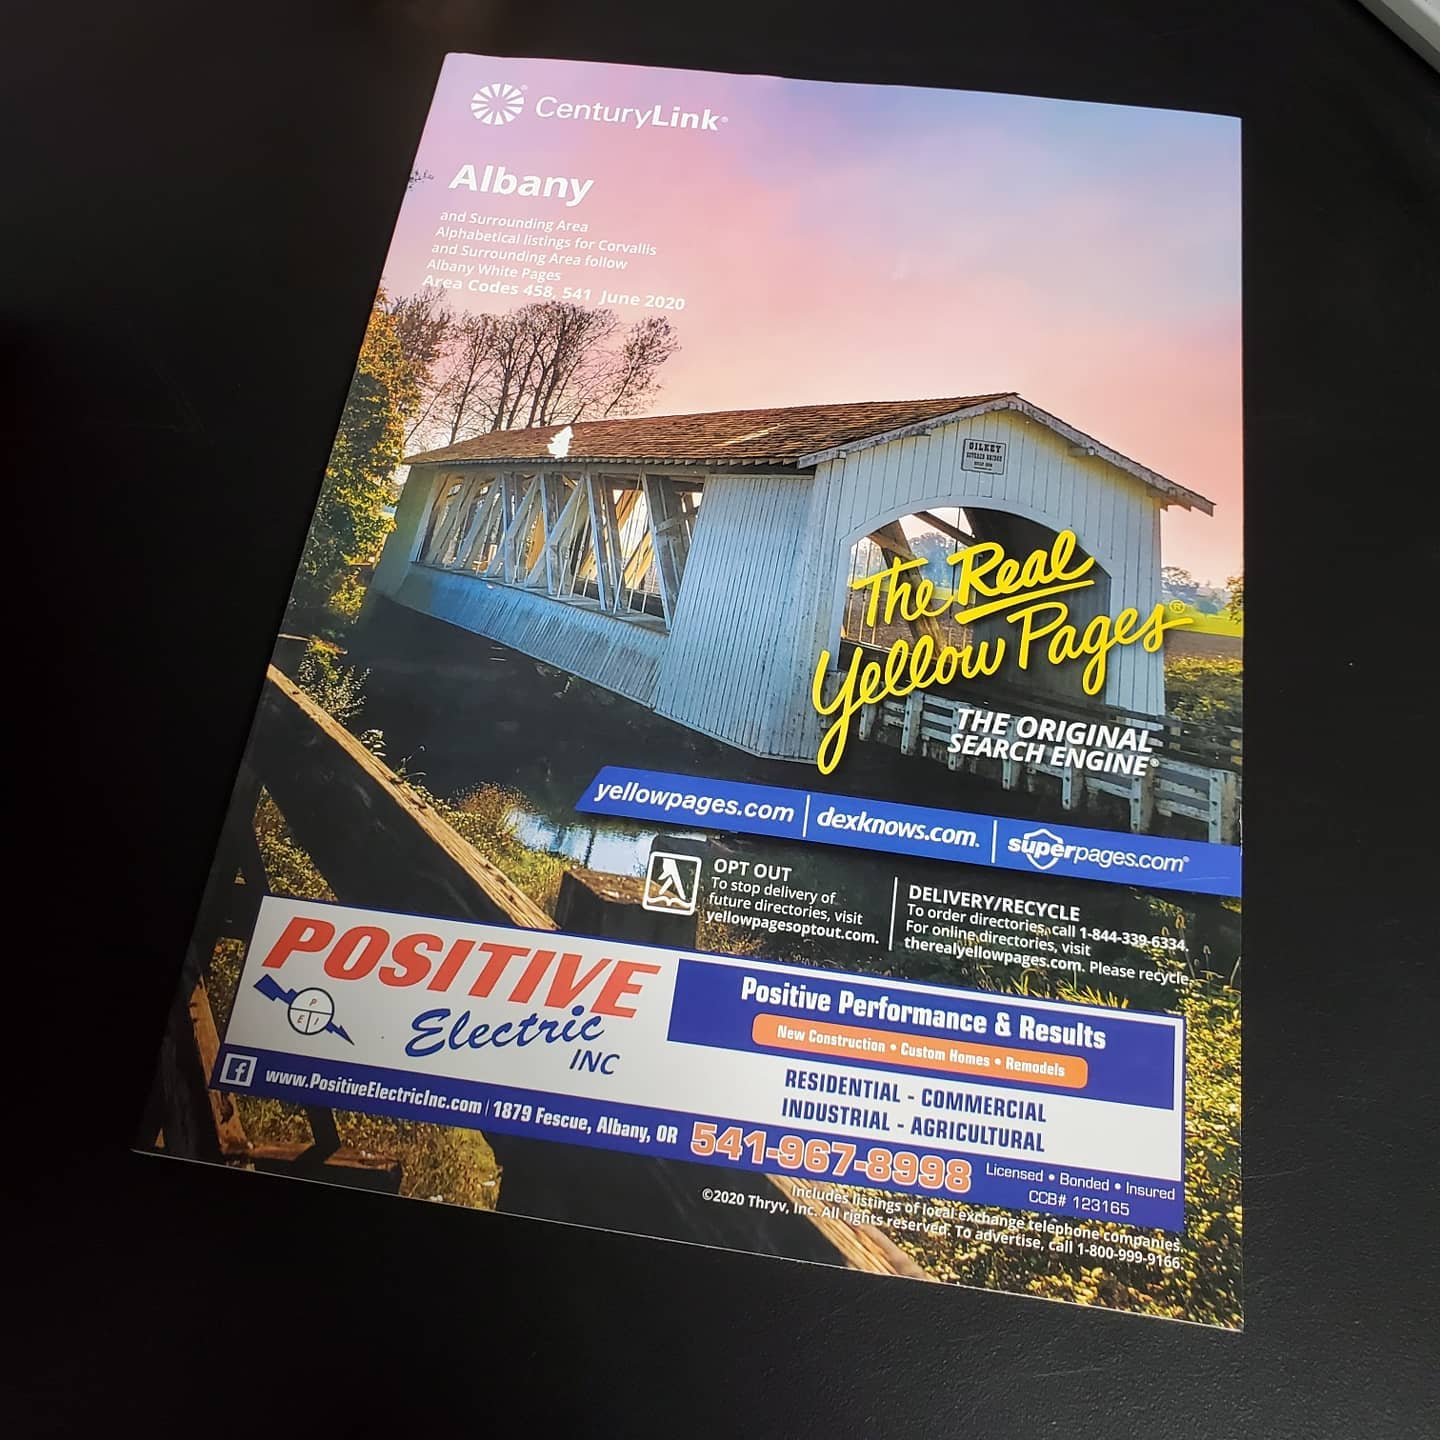 CenturyLink®
Albany
and Surrounding Area
Alphabetical listings for Corvallis
and Surrounding Area follow
Albany White Pages
Area Codes 458, 541 June 2020
GILKEY
COVERED BRIDGE
The Real
Yellow Pages®
THE ORIGINAL
SEARCH ENGINE®
yellowpages.com | dexknows.com. | superpages.com®
OPT OUT
To stop delivery of
future directories, visit
yellowpagesoptout.com.
DELIVERY/RECYCLE
To order directories, call 1-844-339-6334.
For online directories, visit
therealyellowpages.com. Please recycle.
POSITIVE
Electric
INC
P
E I
Positive Performance & Results
New Construction • Custom Homes • Remodels
RESIDENTIAL - COMMERCIAL
INDUSTRIAL - AGRICULTURAL
f www.PositiveElectricInc.com | 1879 Fescue, Albany, OR 541-967-8998
Licensed • Bonded • Insured
CCB# 123165
Includes listings of local exchange telephone companies.
©2020 Thryv, Inc. All rights reserved. To advertise, call 1-800-999-9166.